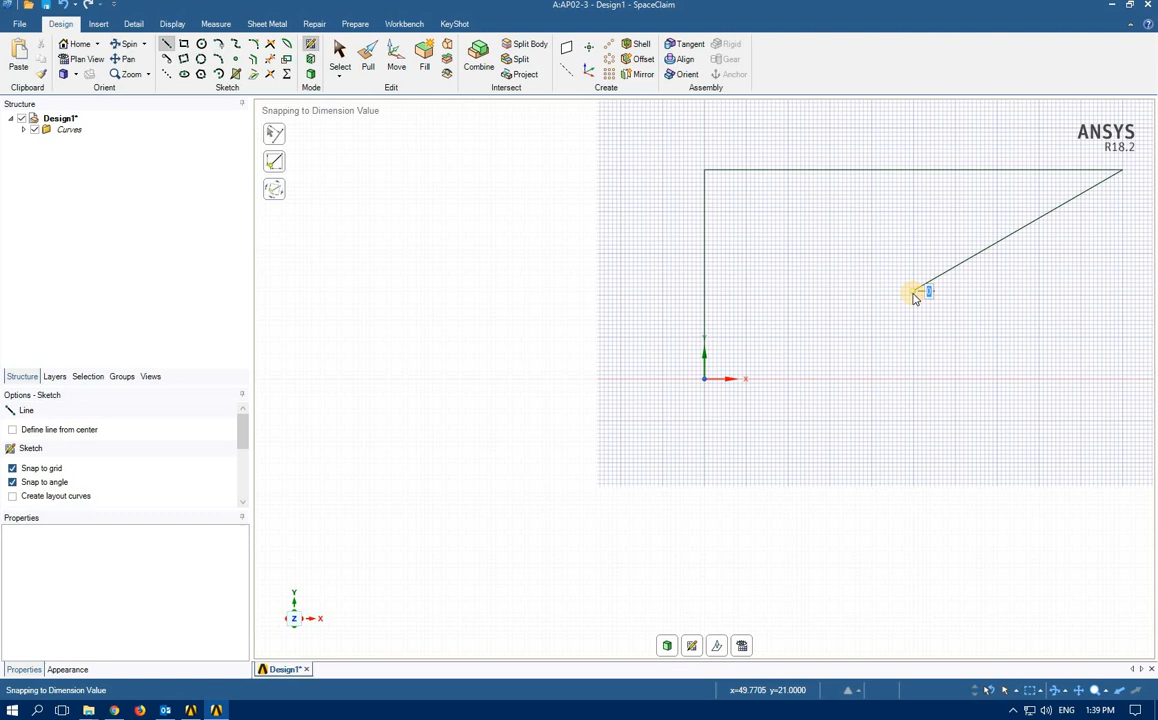 A:AP02-3 - Design1 - SpaceClaim
File Design Insert Detail Display Measure Sheet Metal Repair Prepare Workbench KeyShot
Paste
Home Spin
Plan View Pan
Zoom
Select Pull Move Fill
Combine
Split Body
Split
Project
Shell
Offset
Mirror
Tangent Rigid
Align Gear
Orient Anchor
Clipboard Orient Sketch Mode Edit Intersect Create Assembly
Structure
Design1*
Curves
Structure Layers Selection Groups Views
Options - Sketch
Line
Define line from center
Sketch
Snap to grid
Snap to angle
Create layout curves
Properties
Properties Appearance
Snapping to Dimension Value
ANSYS
R18.2
X
Y
Z X
Design1*
Snapping to Dimension Value
x=49.7705 y=21.0000
ENG 1:39 PM